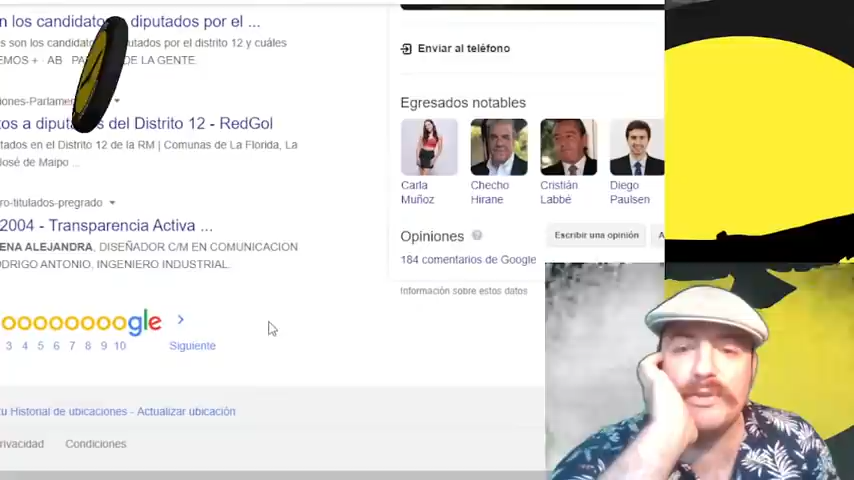 n los candidatos diputados por el ...
s son los candidato utados por el distrito 12 y cuáles
EMOS + · AB PA DE LA GENTE.
iones-Parlamen
tos a diputa s del Distrito 12 - RedGol
tados en el Distrito 12 de la RM | Comunas de La Florida, La
José de Maipo ...
ro-titulados-pregrado
2004 - Transparencia Activa ...
ENA ALEJANDRA, DISEÑADOR C/M EN COMUNICACION
DRIGO ANTONIO, INGENIERO INDUSTRIAL.
oooooooogle
3 4 5 6 7 8 9 10 Siguiente
u Historial de ubicaciones - Actualizar ubicación
rivacidad Condiciones
Enviar al teléfono
Egresados notables
Carla Muñoz
Checho Hirane
Cristián Labbé
Diego Paulsen
Opiniones
Escribir una opinión
A
184 comentarios de Google
Información sobre estos datos